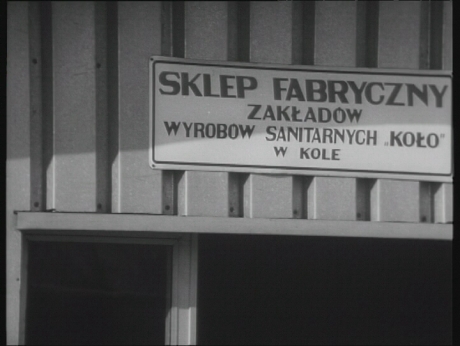 SKLEP FABRYCZNY
ZAKŁADÓW
WYROBÓW SANITARNYCH „KOŁO"
W KOLE